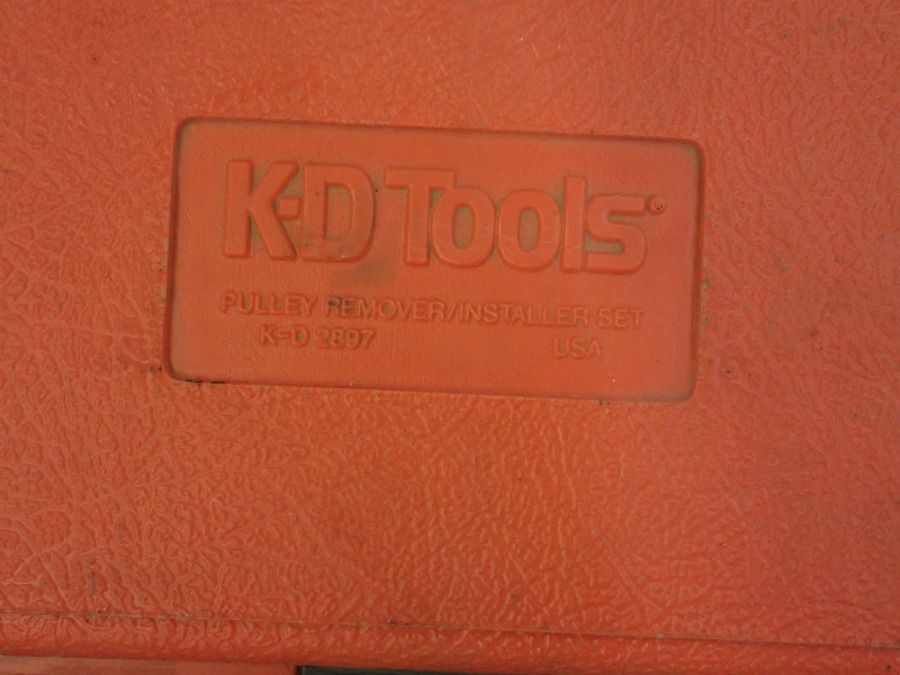 K-D Tools®
PULLEY REMOVER/INSTALLER SET
K-D 2897
USA